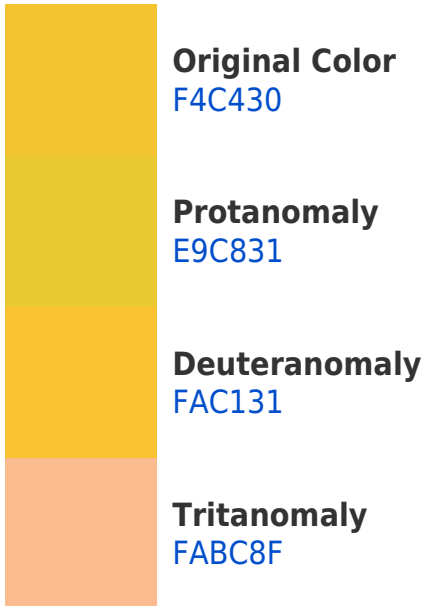 Original Color
F4C430
Protanomaly
E9C831
Deuteranomaly
FAC131
Tritanomaly
FABC8F